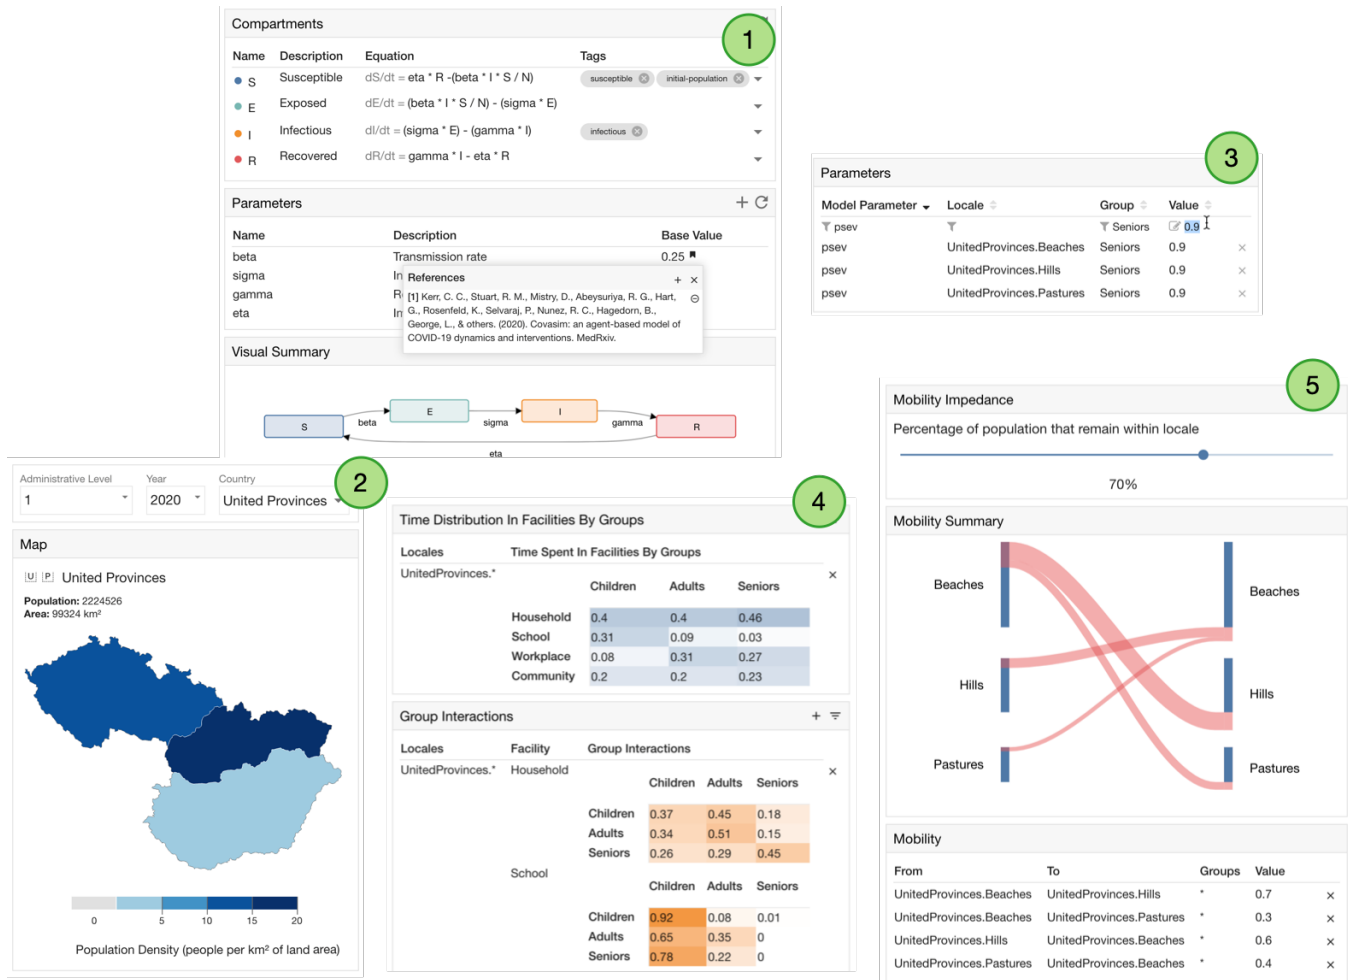 1
Compartments
Name Description Equation Tags
S Susceptible dS/dt = eta * R -(beta * I * S / N) susceptible initial-population
E Exposed dE/dt = (beta * I * S / N) - (sigma * E)
I Infectious dI/dt = (sigma * E) - (gamma * I) infectious
R Recovered dR/dt = gamma * I - eta * R
Parameters
Name Description Base Value
beta Transmission rate 0.25
sigma In
gamma R
eta In
References
[1] Kerr, C. C., Stuart, R. M., Mistry, D., Abeysuriya, R. G., Hart,
G., Rosenfeld, K., Selvaraj, P., Nunez, R. C., Hagedorn, B.,
George, L., & others. (2020). Covasim: an agent-based model of
COVID-19 dynamics and interventions. MedRxiv.
Visual Summary
S beta E sigma I gamma R
eta
2
Administrative Level Year Country
1 2020 United Provinces
Map
U P United Provinces
Population: 2224526
Area: 99324 km²
0 5 10 15 20
Population Density (people per km² of land area)
3
Parameters
Model Parameter Locale Group Value
psev Seniors 0.9
psev UnitedProvinces.Beaches Seniors 0.9
psev UnitedProvinces.Hills Seniors 0.9
psev UnitedProvinces.Pastures Seniors 0.9
4
Time Distribution In Facilities By Groups
Locales Time Spent In Facilities By Groups
UnitedProvinces.*
Children Adults Seniors
Household 0.4 0.4 0.46
School 0.31 0.09 0.03
Workplace 0.08 0.31 0.27
Community 0.2 0.2 0.23
Group Interactions
Locales Facility Group Interactions
UnitedProvinces.* Household
Children Adults Seniors
Children 0.37 0.45 0.18
Adults 0.34 0.51 0.15
Seniors 0.26 0.29 0.45
School
Children Adults Seniors
Children 0.92 0.08 0.01
Adults 0.65 0.35 0
Seniors 0.78 0.22 0
5
Mobility Impedance
Percentage of population that remain within locale
70%
Mobility Summary
Beaches Beaches
Hills Hills
Pastures Pastures
Mobility
From To Groups Value
UnitedProvinces.Beaches UnitedProvinces.Hills * 0.7
UnitedProvinces.Beaches UnitedProvinces.Pastures * 0.3
UnitedProvinces.Hills UnitedProvinces.Beaches * 0.6
UnitedProvinces.Pastures UnitedProvinces.Beaches * 0.4